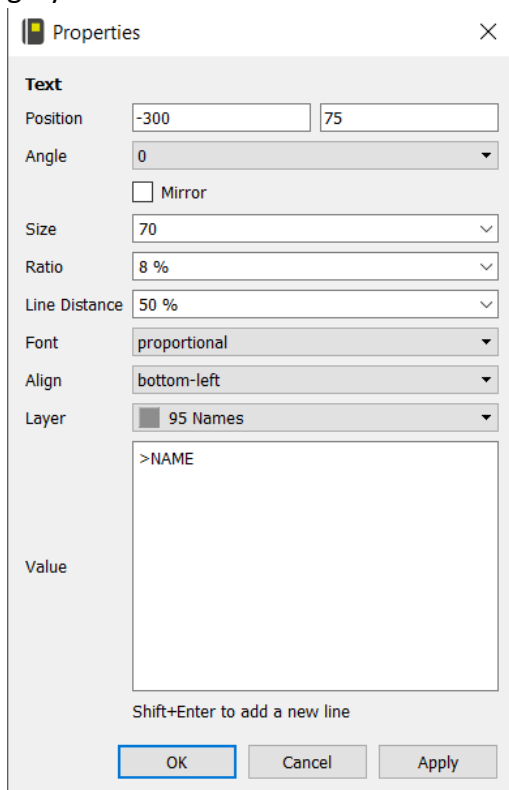 Properties
Text
Position -300 75
Angle 0
Mirror
Size 70
Ratio 8 %
Line Distance 50 %
Font proportional
Align bottom-left
Layer 95 Names
>NAME
Value
Shift+Enter to add a new line
OK Cancel Apply